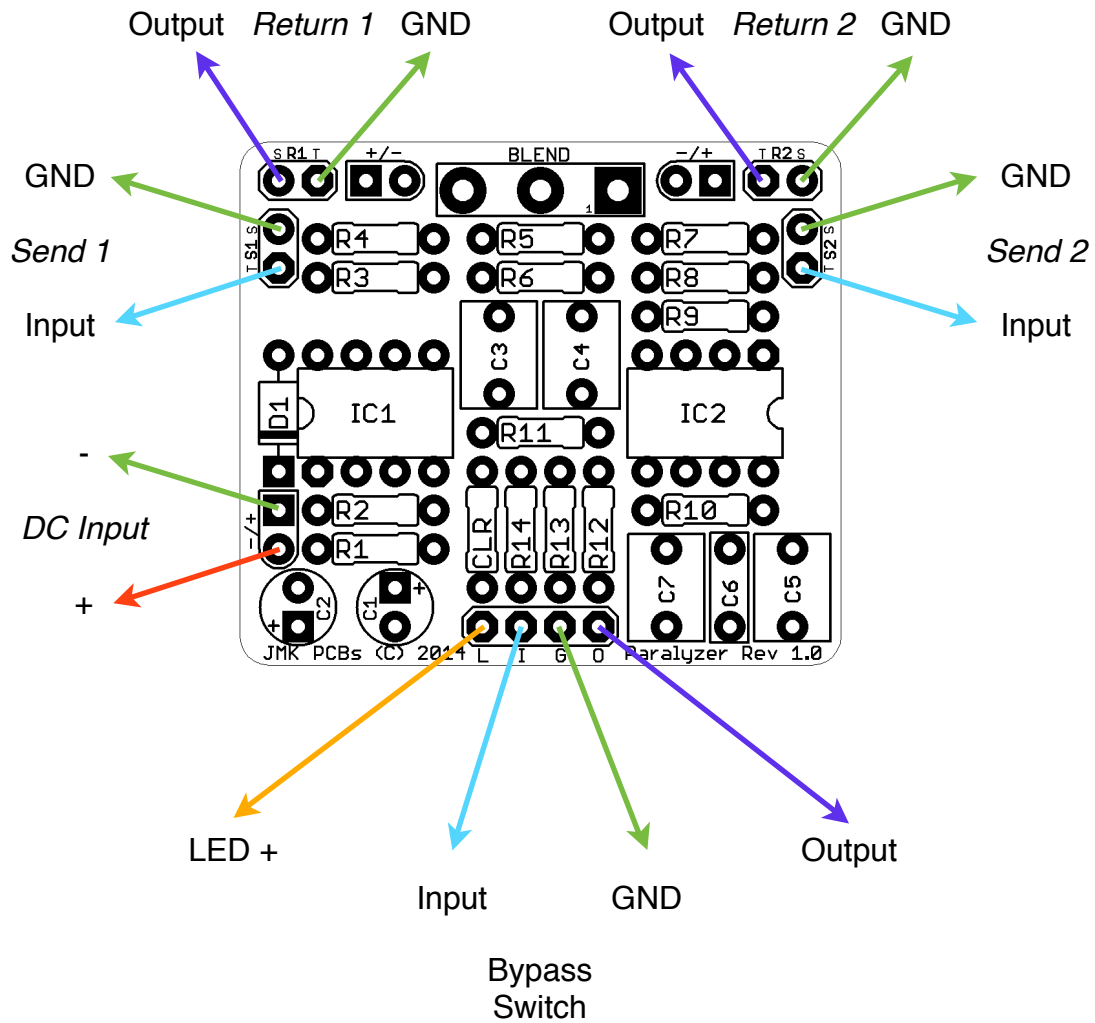 Output Return 1 GND
Output Return 2 GND
S R1 T
+/-
BLEND
-/+
T R2 S
1
GND
Send 1
Input
T S1 S
GND
Send 2
Input
T S2 S
R4
R5
R7
R3
R6
R8
R9
C3
C4
D1
IC1
IC2
R11
-
DC Input
+
-/+
R2
R1
CLR
R14
R13
R12
R10
C2
+
C1
+
C7
C6
C5
JMK PCBs (C) 2014
L I G O
Paralyzer Rev 1.0
LED +
Input
GND
Output
Bypass
Switch